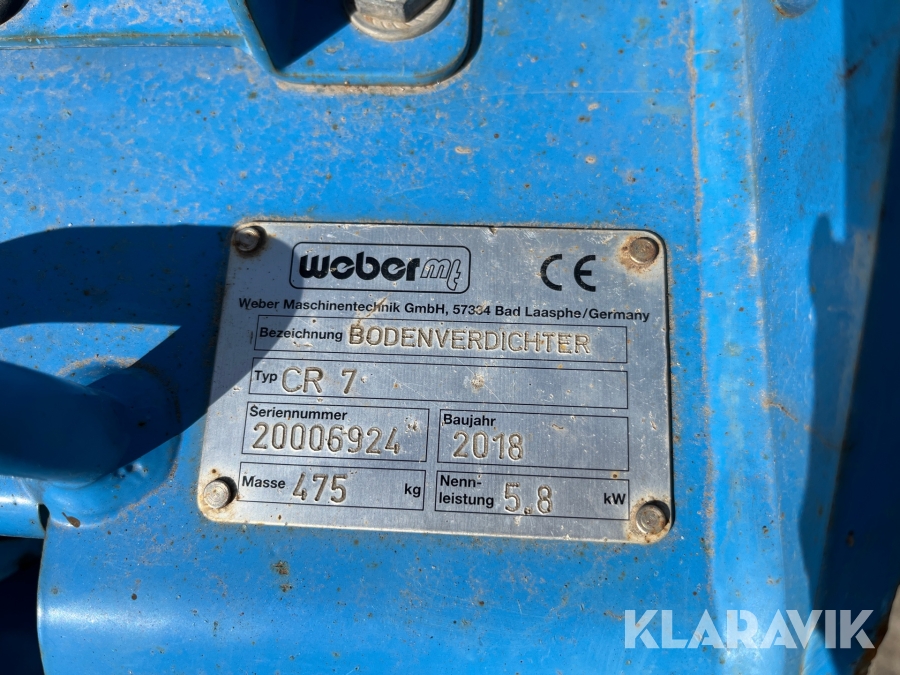 weber mt CE
Weber Maschinentechnik GmbH, 57334 Bad Laasphe/Germany
Bezeichnung BODENVERDICHTER
Typ CR 7
Seriennummer
20006924
Baujahr
2018
Masse 475 kg
Nenn-
leistung 5.8 kW
KLARAVIK